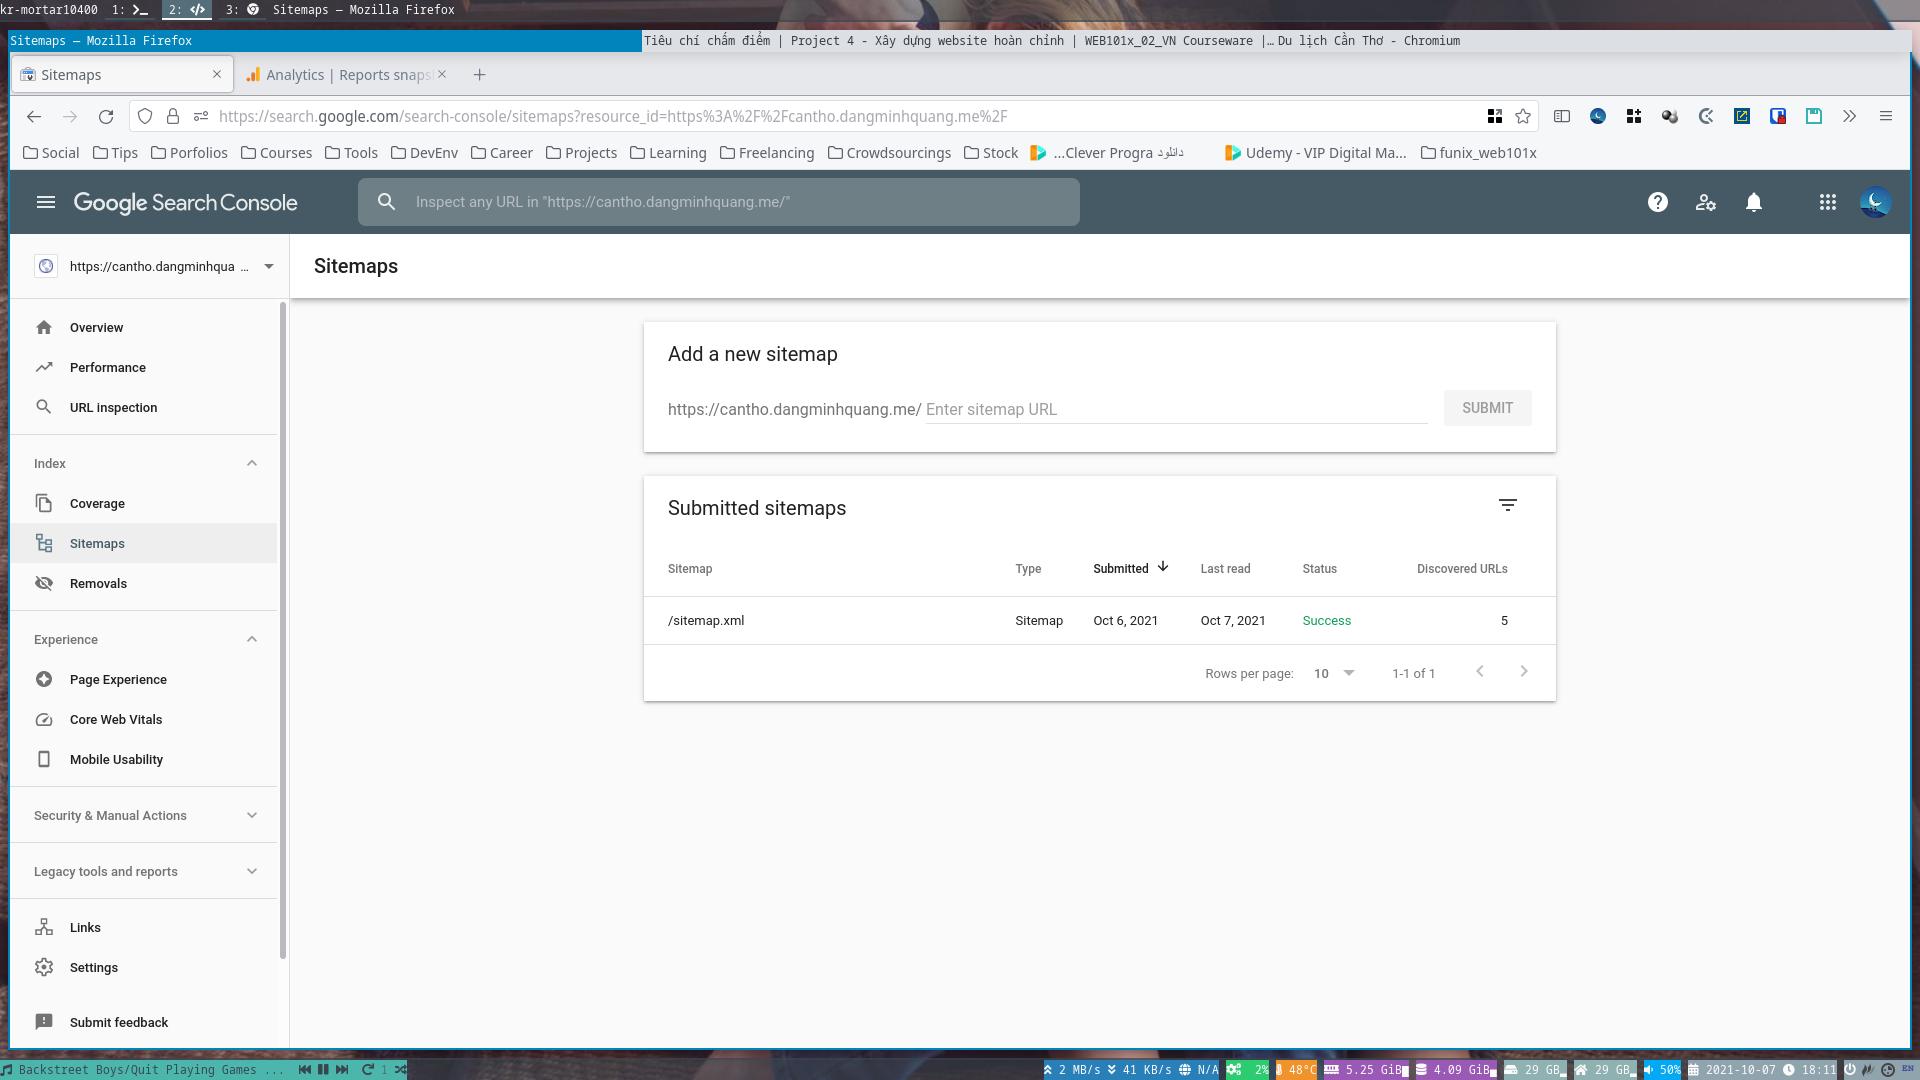 kr-mortar10400 1: 2: 3: Sitemaps — Mozilla Firefox
Sitemaps — Mozilla Firefox
Tiêu chí chấm điểm | Project 4 - Xây dựng website hoàn chỉnh | WEB101x_02_VN Courseware |… Du lịch Cần Thơ - Chromium
Sitemaps
Analytics | Reports snaps
https://search.google.com/search-console/sitemaps?resource_id=https%3A%2F%2Fcantho.dangminhquang.me%2F
Social Tips Porfolios Courses Tools DevEnv Career Projects Learning Freelancing Crowdsourcings Stock ...Clever Progra دانلود Udemy - VIP Digital Ma... funix_web101x
Google Search Console
Inspect any URL in "https://cantho.dangminhquang.me/"
https://cantho.dangminhqua ...
Sitemaps
Overview
Performance
URL inspection
Index
Coverage
Sitemaps
Removals
Experience
Page Experience
Core Web Vitals
Mobile Usability
Security & Manual Actions
Legacy tools and reports
Links
Settings
Submit feedback
Add a new sitemap
https://cantho.dangminhquang.me/ Enter sitemap URL SUBMIT
Submitted sitemaps
Sitemap Type Submitted Last read Status Discovered URLs
/sitemap.xml Sitemap Oct 6, 2021 Oct 7, 2021 Success 5
Rows per page: 10 1-1 of 1
Backstreet Boys/Quit Playing Games ... 1 2 MB/s 41 KB/s N/A 2% 48°C 5.25 GiB 4.09 GiB 29 GB 29 GB 50% 2021-10-07 18:11 EN